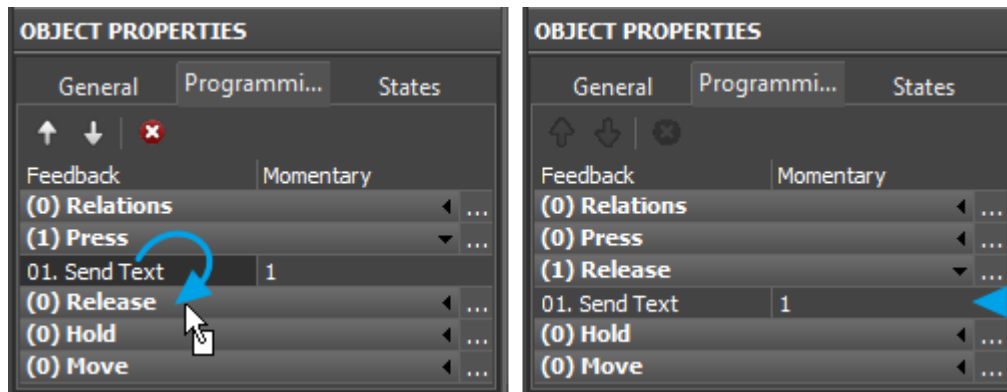 OBJECT PROPERTIES
General Programmi... States
Feedback Momentary
(0) Relations ...
(1) Press ...
01. Send Text 1
(0) Release ...
(0) Hold ...
(0) Move ...
OBJECT PROPERTIES
General Programmi... States
Feedback Momentary
(0) Relations ...
(0) Press ...
(1) Release ...
01. Send Text 1
(0) Hold ...
(0) Move ...